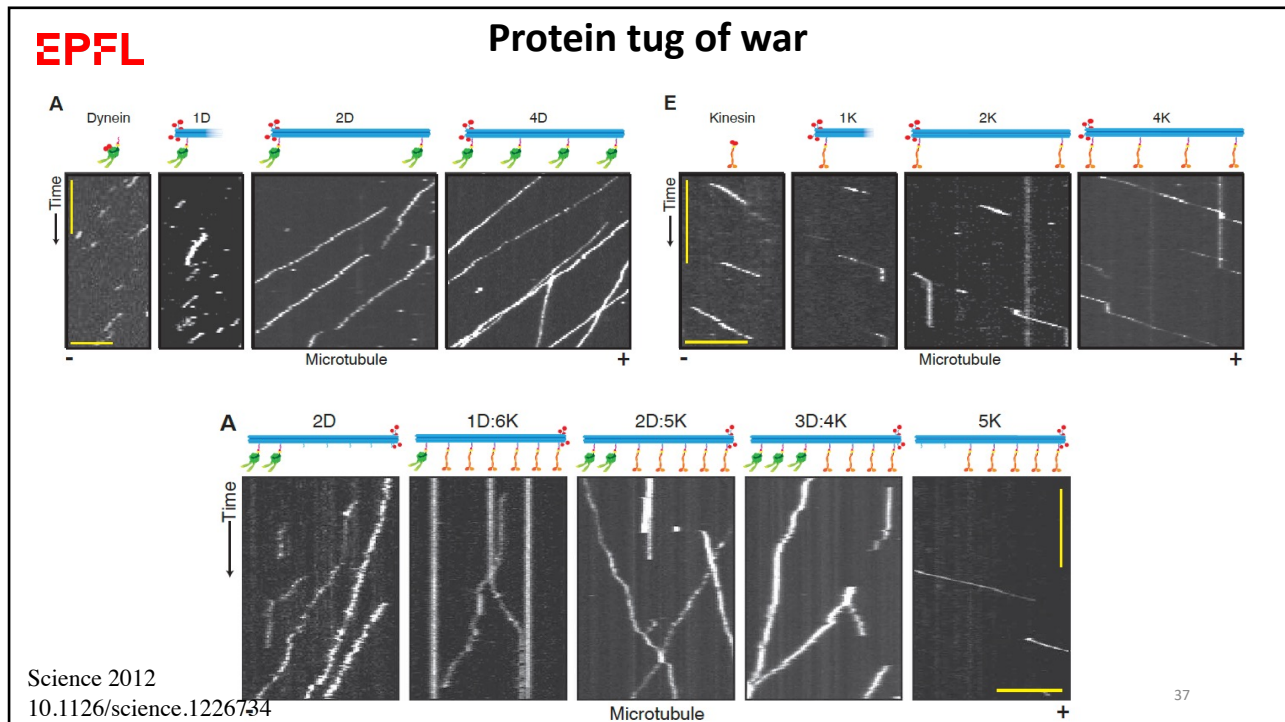 EPFL
Protein tug of war
A
Dynein
1D
2D
4D
Time
-
Microtubule
+
E
Kinesin
1K
2K
4K
Time
-
Microtubule
+
A
2D
1D:6K
2D:5K
3D:4K
5K
Time
-
Microtubule
+
Science 2012
10.1126/science.1226734
37